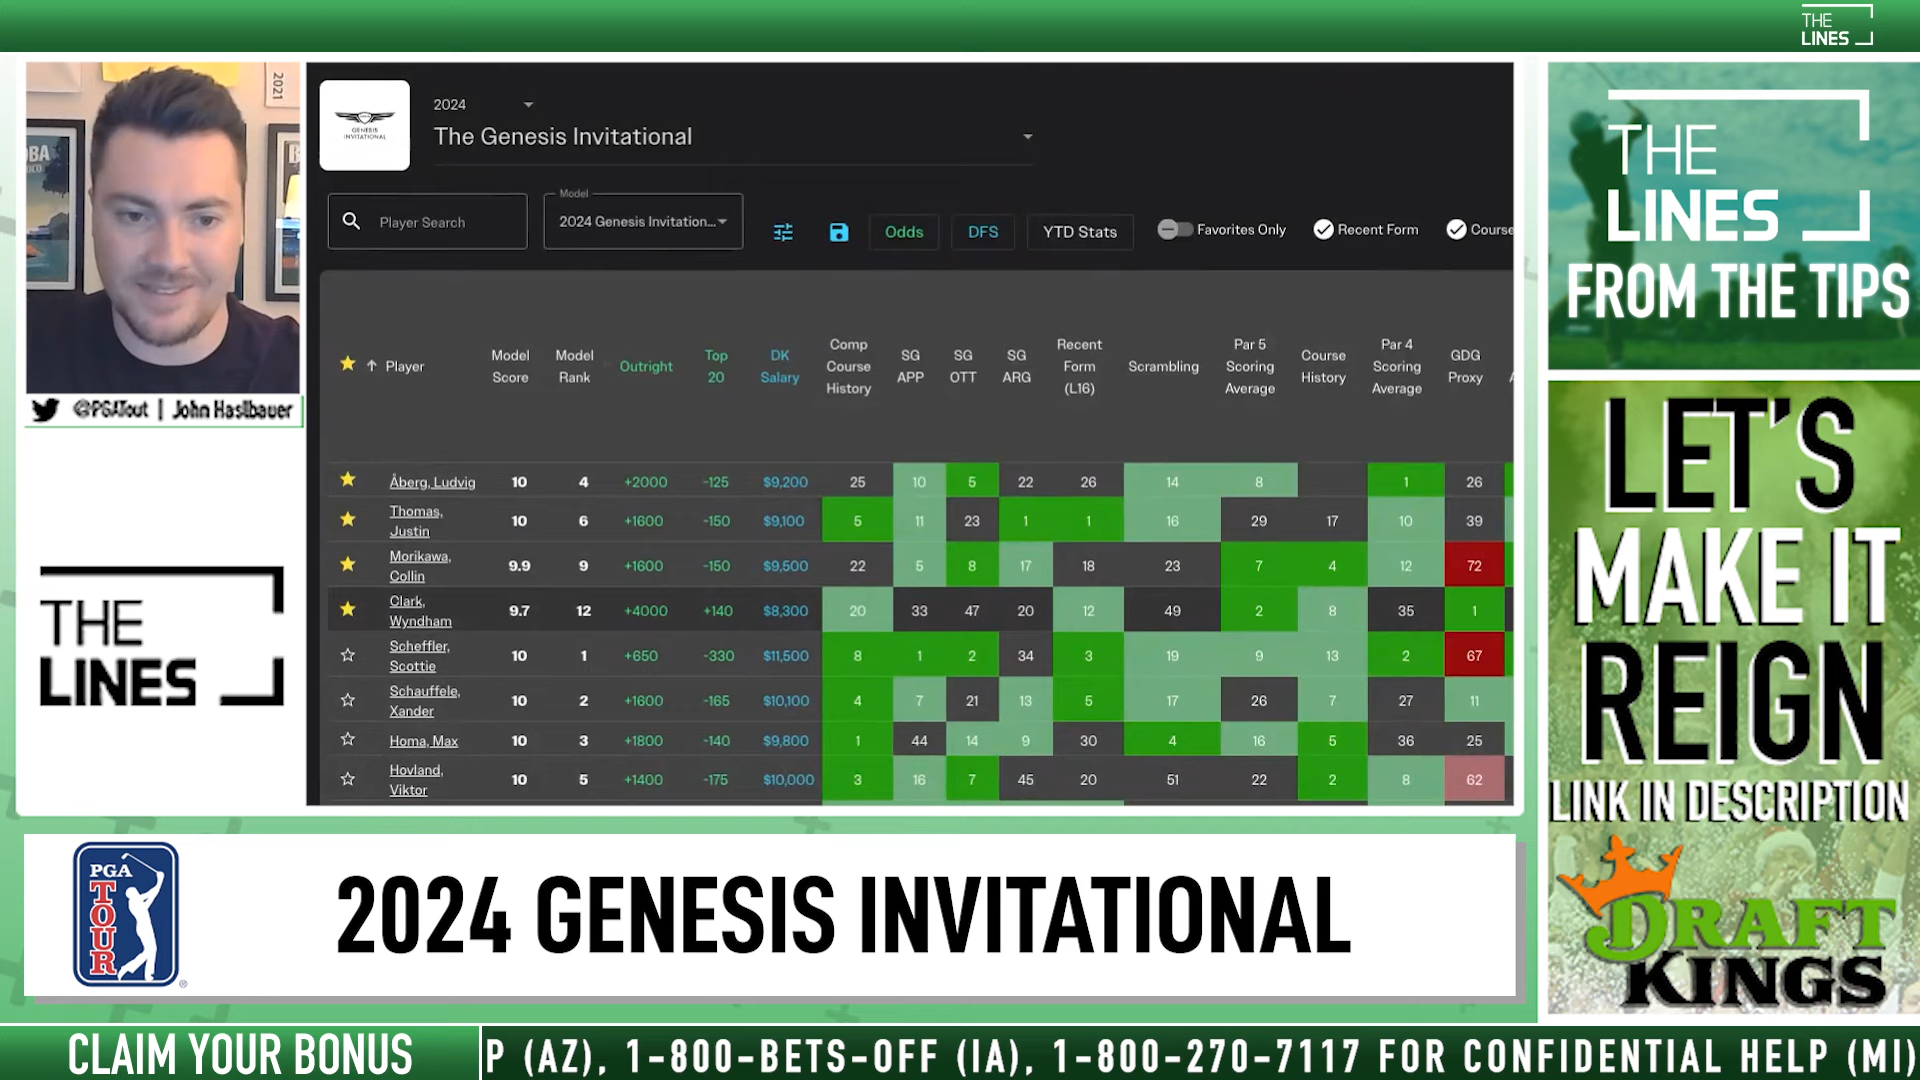 THE
LINES
2021
BA
ICO
B
@PGATout | John Haslbauer
THE
LINES
GENESIS
INVITATIONAL
2024
The Genesis Invitational
Player Search
Model
2024 Genesis Invitation...
Odds
DFS
YTD Stats
Favorites Only
Recent Form
Course
Player
Model Score
Model Rank
Outright
Top 20
DK Salary
Comp Course History
SG APP
SG OTT
SG ARG
Recent Form (L16)
Scrambling
Par 5 Scoring Average
Course History
Par 4 Scoring Average
GDG Proxy
Åberg, Ludvig 10 4 +2000 -125 $9,200 25 10 5 22 26 14 8 1 26
Thomas, Justin 10 6 +1600 -150 $9,100 5 11 23 1 1 16 29 17 10 39
Morikawa, Collin 9.9 9 +1600 -150 $9,500 22 5 8 17 18 23 7 4 12 72
Clark, Wyndham 9.7 12 +4000 +140 $8,300 20 33 47 20 12 49 2 8 35 1
Scheffler, Scottie 10 1 +650 -330 $11,500 8 1 2 34 3 19 9 13 2 67
Schauffele, Xander 10 2 +1600 -165 $10,100 4 7 21 13 5 17 26 7 27 11
Homa, Max 10 3 +1800 -140 $9,800 1 44 14 9 30 4 16 5 36 25
Hovland, Viktor 10 5 +1400 -175 $10,000 3 16 7 45 20 51 22 2 8 62
THE
LINES
FROM THE TIPS
LET'S
MAKE IT
REIGN
LINK IN DESCRIPTION
DRAFT
KINGS
PGA
TOUR
®
2024 GENESIS INVITATIONAL
CLAIM YOUR BONUS
P (AZ), 1-800-BETS-OFF (IA), 1-800-270-7117 FOR CONFIDENTIAL HELP (MI)